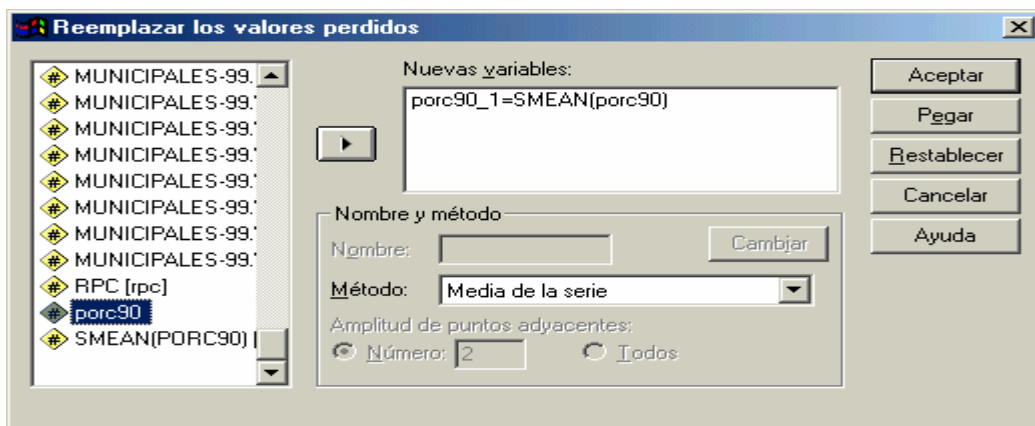 Reemplazar los valores perdidos
MUNICIPALES-99.
MUNICIPALES-99.
MUNICIPALES-99.
MUNICIPALES-99.
MUNICIPALES-99.
MUNICIPALES-99.
MUNICIPALES-99.
MUNICIPALES-99.
RPC [rpc]
porc90
SMEAN(PORC90) [
Nuevas variables:
porc90_1=SMEAN(porc90)
Nombre y método
Nombre:
Cambiar
Método: Media de la serie
Amplitud de puntos adyacentes:
Número: 2 Todos
Aceptar
Pegar
Restablecer
Cancelar
Ayuda